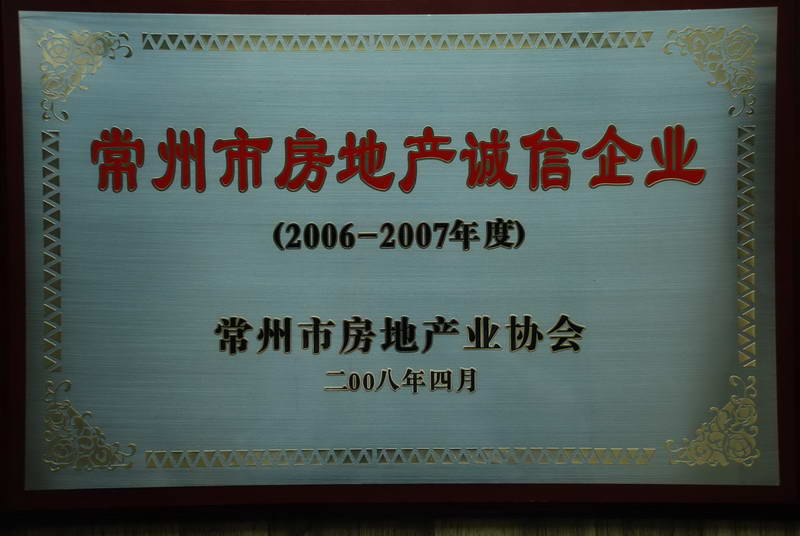 常州市房地产诚信企业
(2006-2007年度)
常州市房地产业协会
二00八年四月